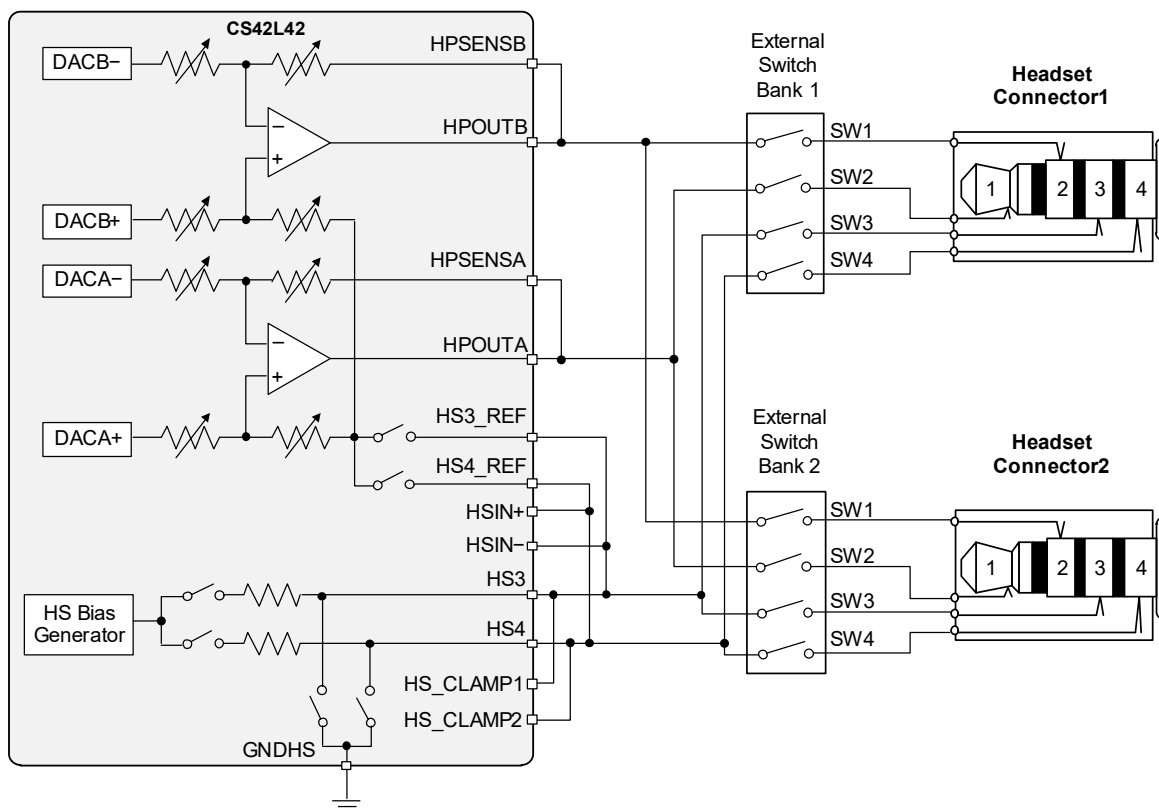 CS42L42
DACB−
HPSENSB
−
+
HPOUTB
DACB+
DACA−
HPSENSA
−
+
HPOUTA
DACA+
HS3_REF
HS4_REF
HSIN+
HSIN−
HS3
HS Bias
Generator
HS4
HS_CLAMP1
HS_CLAMP2
GNDHS
External
Switch
Bank 1
SW1
SW2
SW3
SW4
Headset
Connector1
1
2
3
4
External
Switch
Bank 2
SW1
SW2
SW3
SW4
Headset
Connector2
1
2
3
4